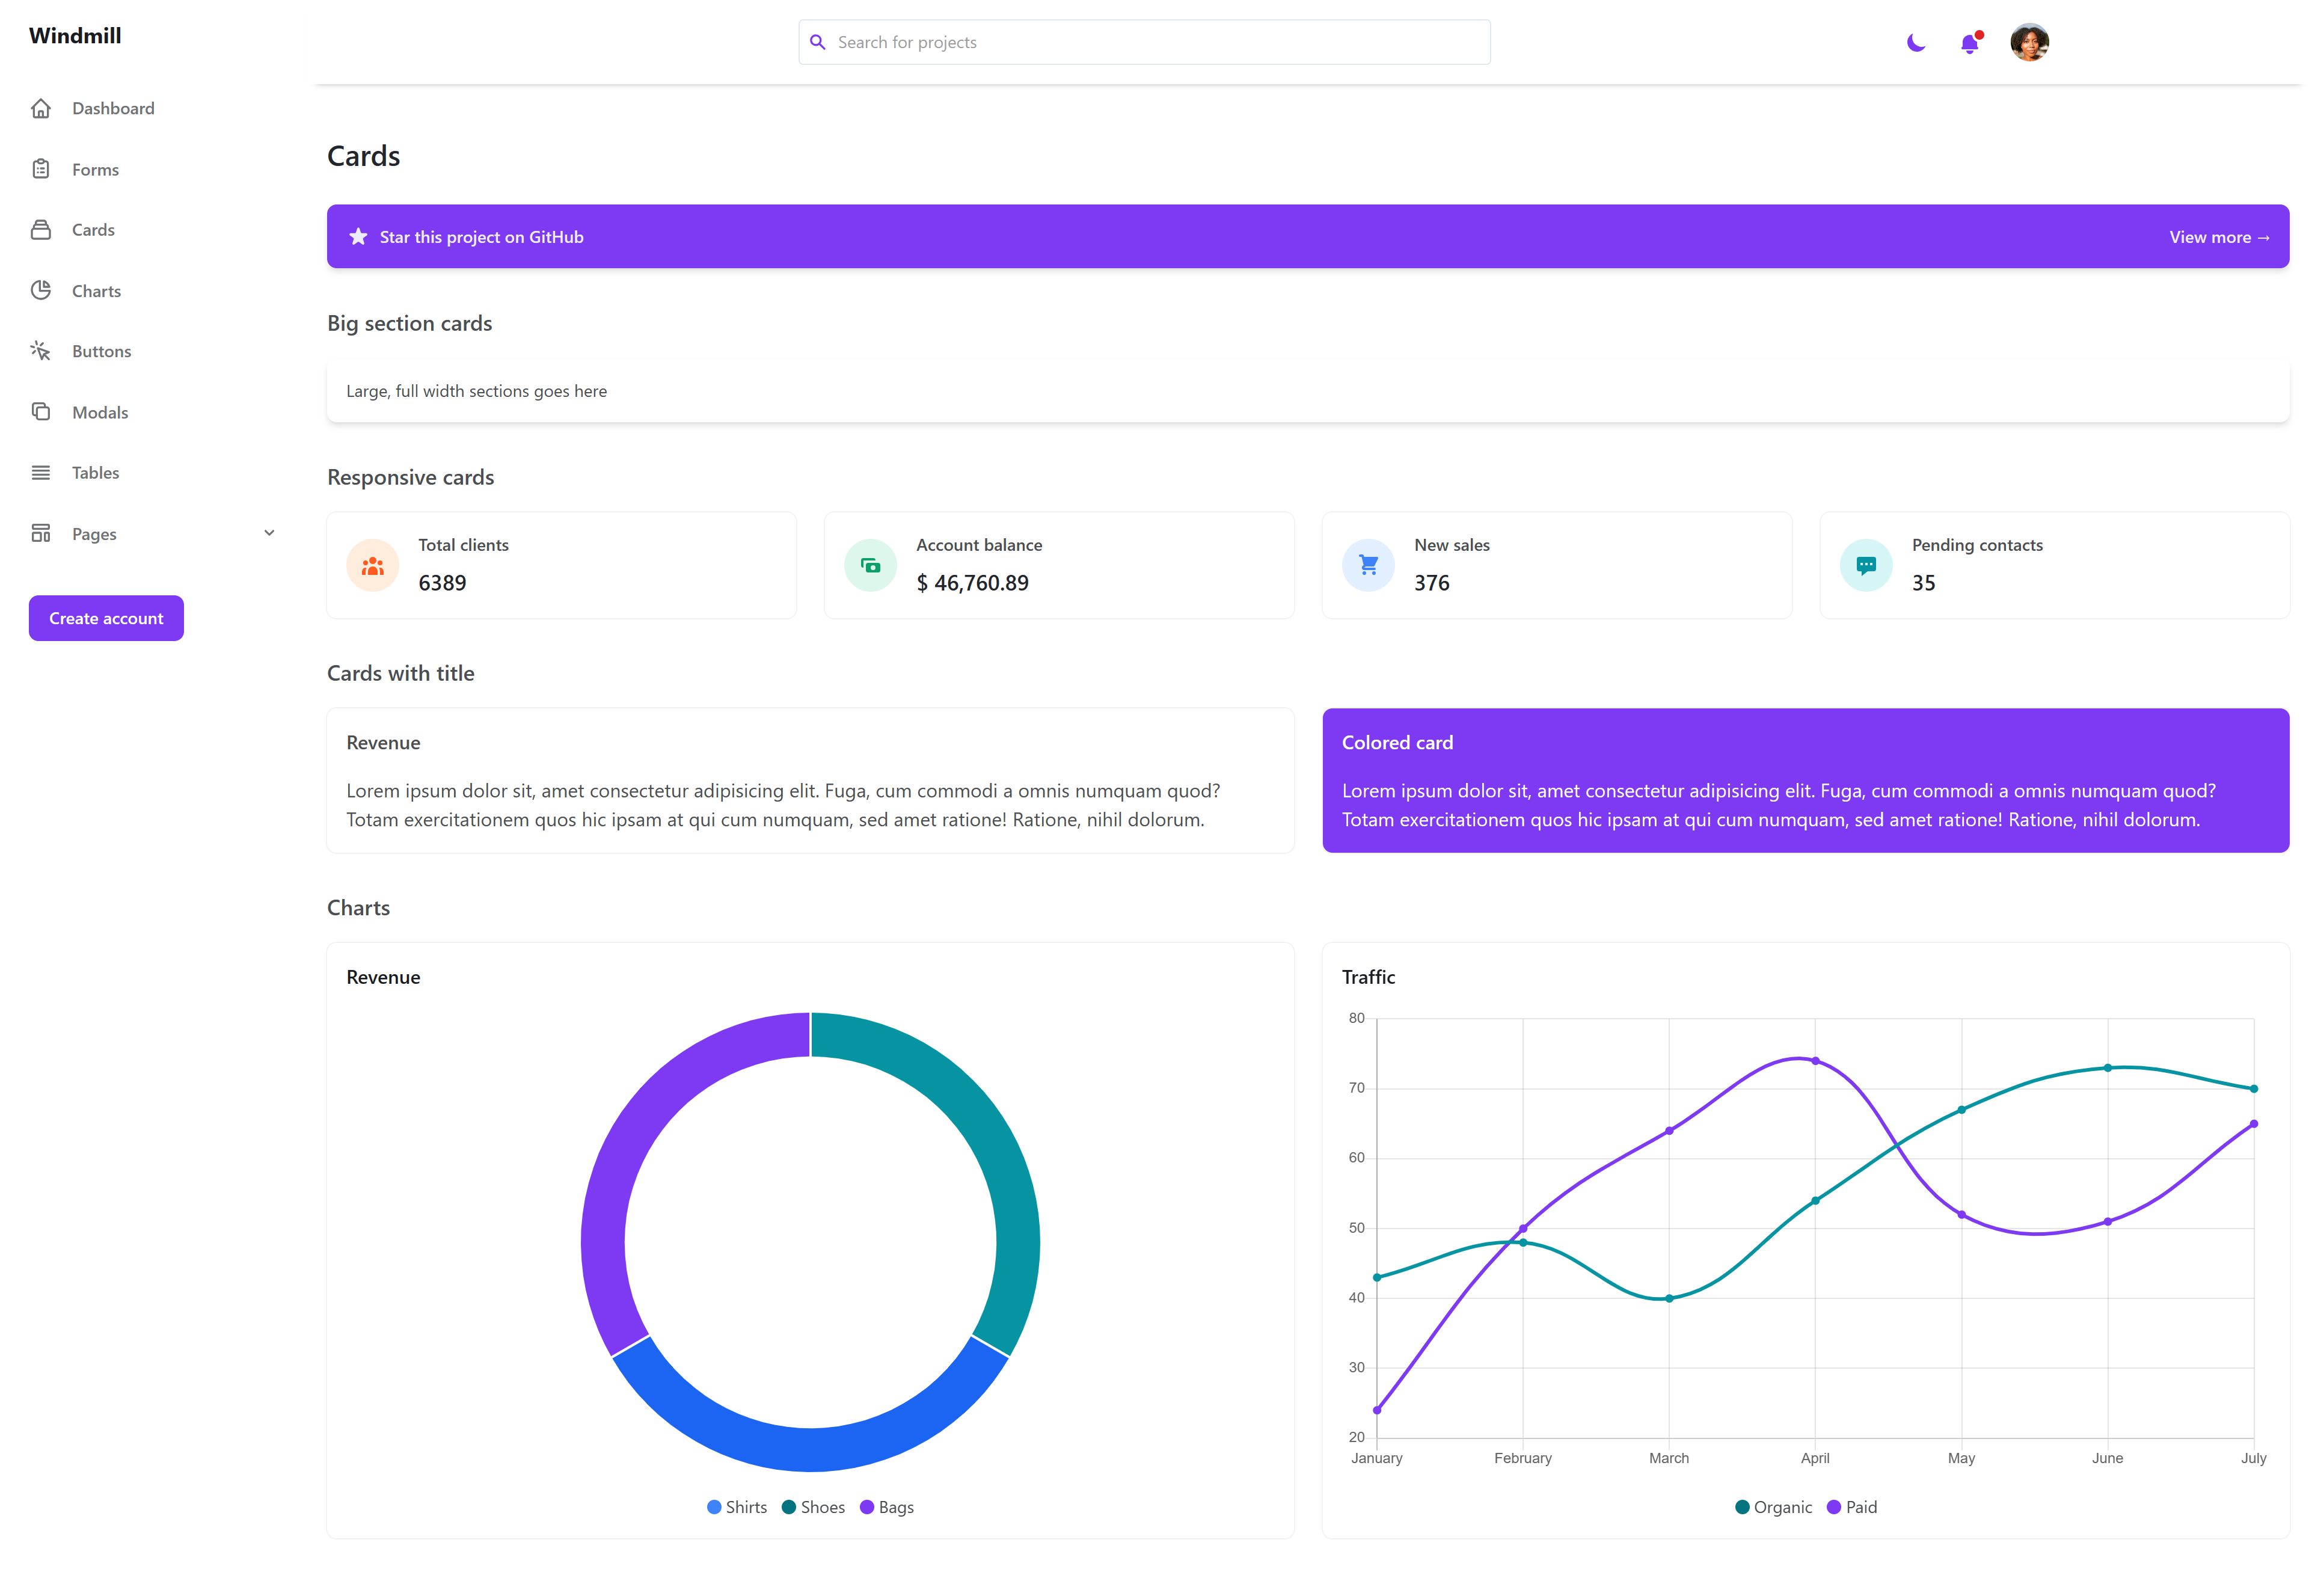 Windmill
Search for projects
Dashboard
Forms
Cards
Charts
Buttons
Modals
Tables
Pages
Create account
Cards
Star this project on GitHub
View more →
Big section cards
Large, full width sections goes here
Responsive cards
Total clients
6389
Account balance
$ 46,760.89
New sales
376
Pending contacts
35
Cards with title
Revenue
Lorem ipsum dolor sit, amet consectetur adipisicing elit. Fuga, cum commodi a omnis numquam quod?
Totam exercitationem quos hic ipsam at qui cum numquam, sed amet ratione! Ratione, nihil dolorum.
Colored card
Lorem ipsum dolor sit, amet consectetur adipisicing elit. Fuga, cum commodi a omnis numquam quod?
Totam exercitationem quos hic ipsam at qui cum numquam, sed amet ratione! Ratione, nihil dolorum.
Charts
Revenue
Shirts Shoes Bags
Traffic
80
70
60
50
40
30
20
January February March April May June July
Organic Paid